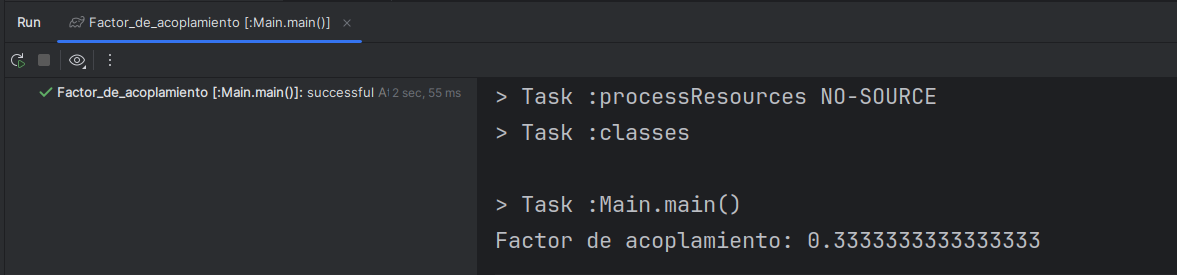 Run
Factor_de_acoplamiento [:Main.main()]
Factor_de_acoplamiento [:Main.main()]: successful 2 sec, 55 ms
> Task :processResources NO-SOURCE
> Task :classes
> Task :Main.main()
Factor de acoplamiento: 0.3333333333333333